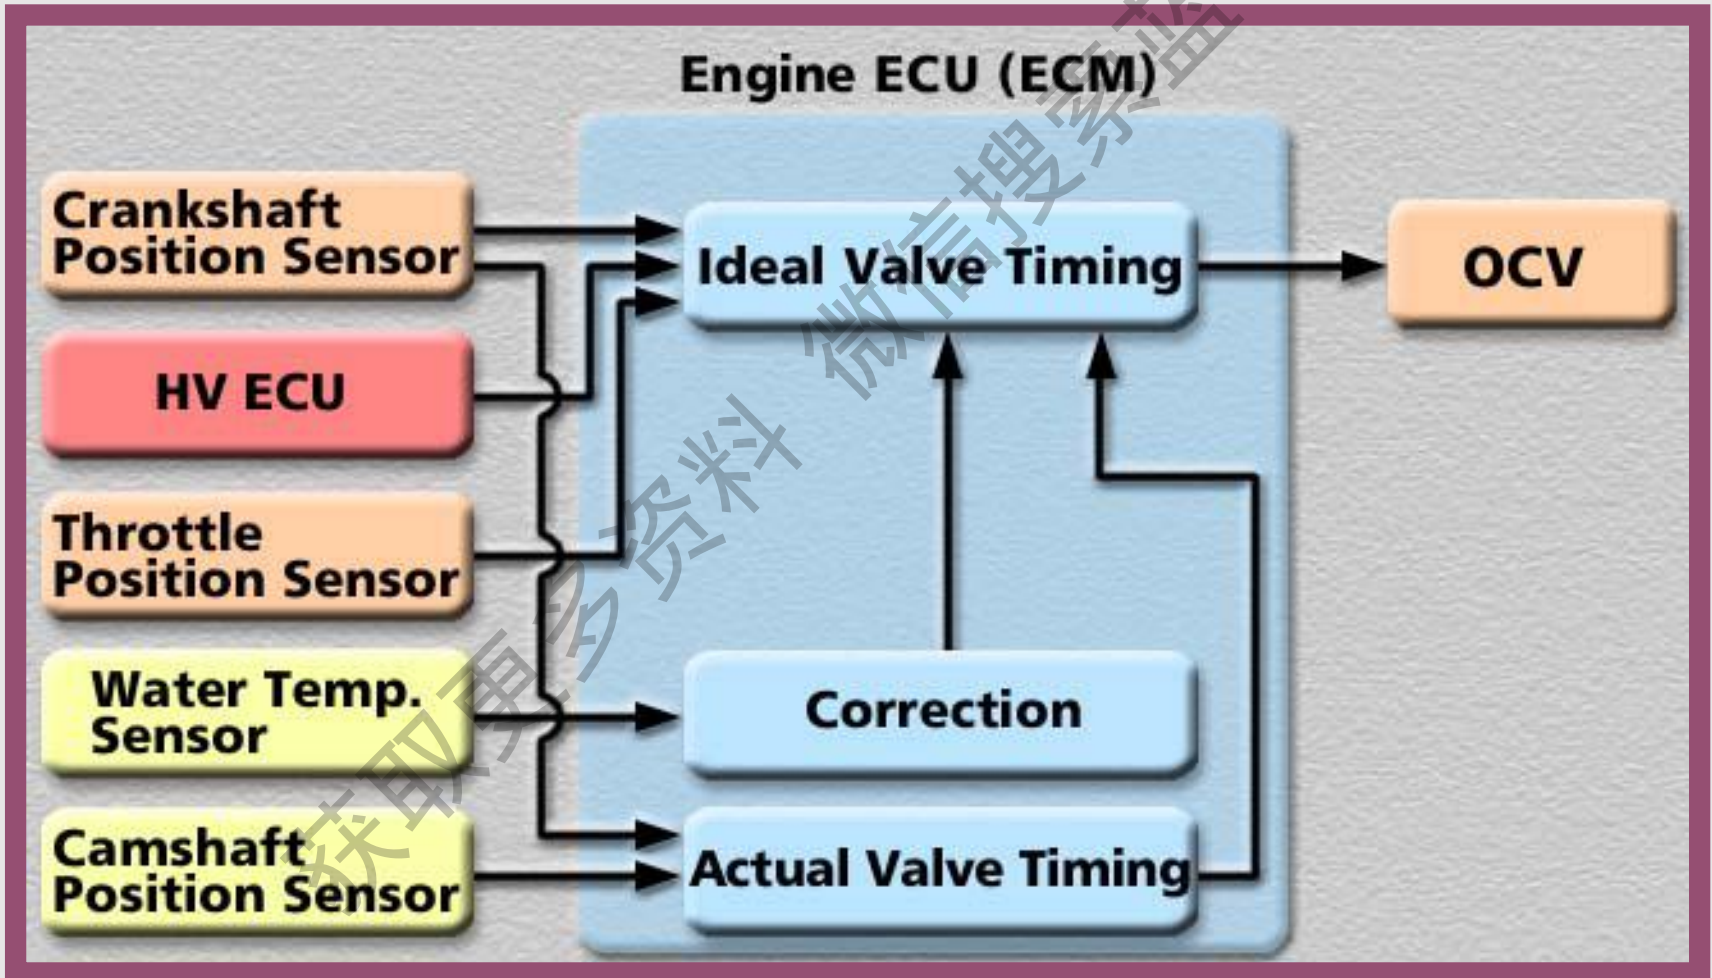 Engine ECU (ECM)
Crankshaft
Position Sensor
HV ECU
Throttle
Position Sensor
Water Temp.
Sensor
Camshaft
Position Sensor
Ideal Valve Timing
Correction
Actual Valve Timing
OCV
获取更多资料 微信搜索蓝